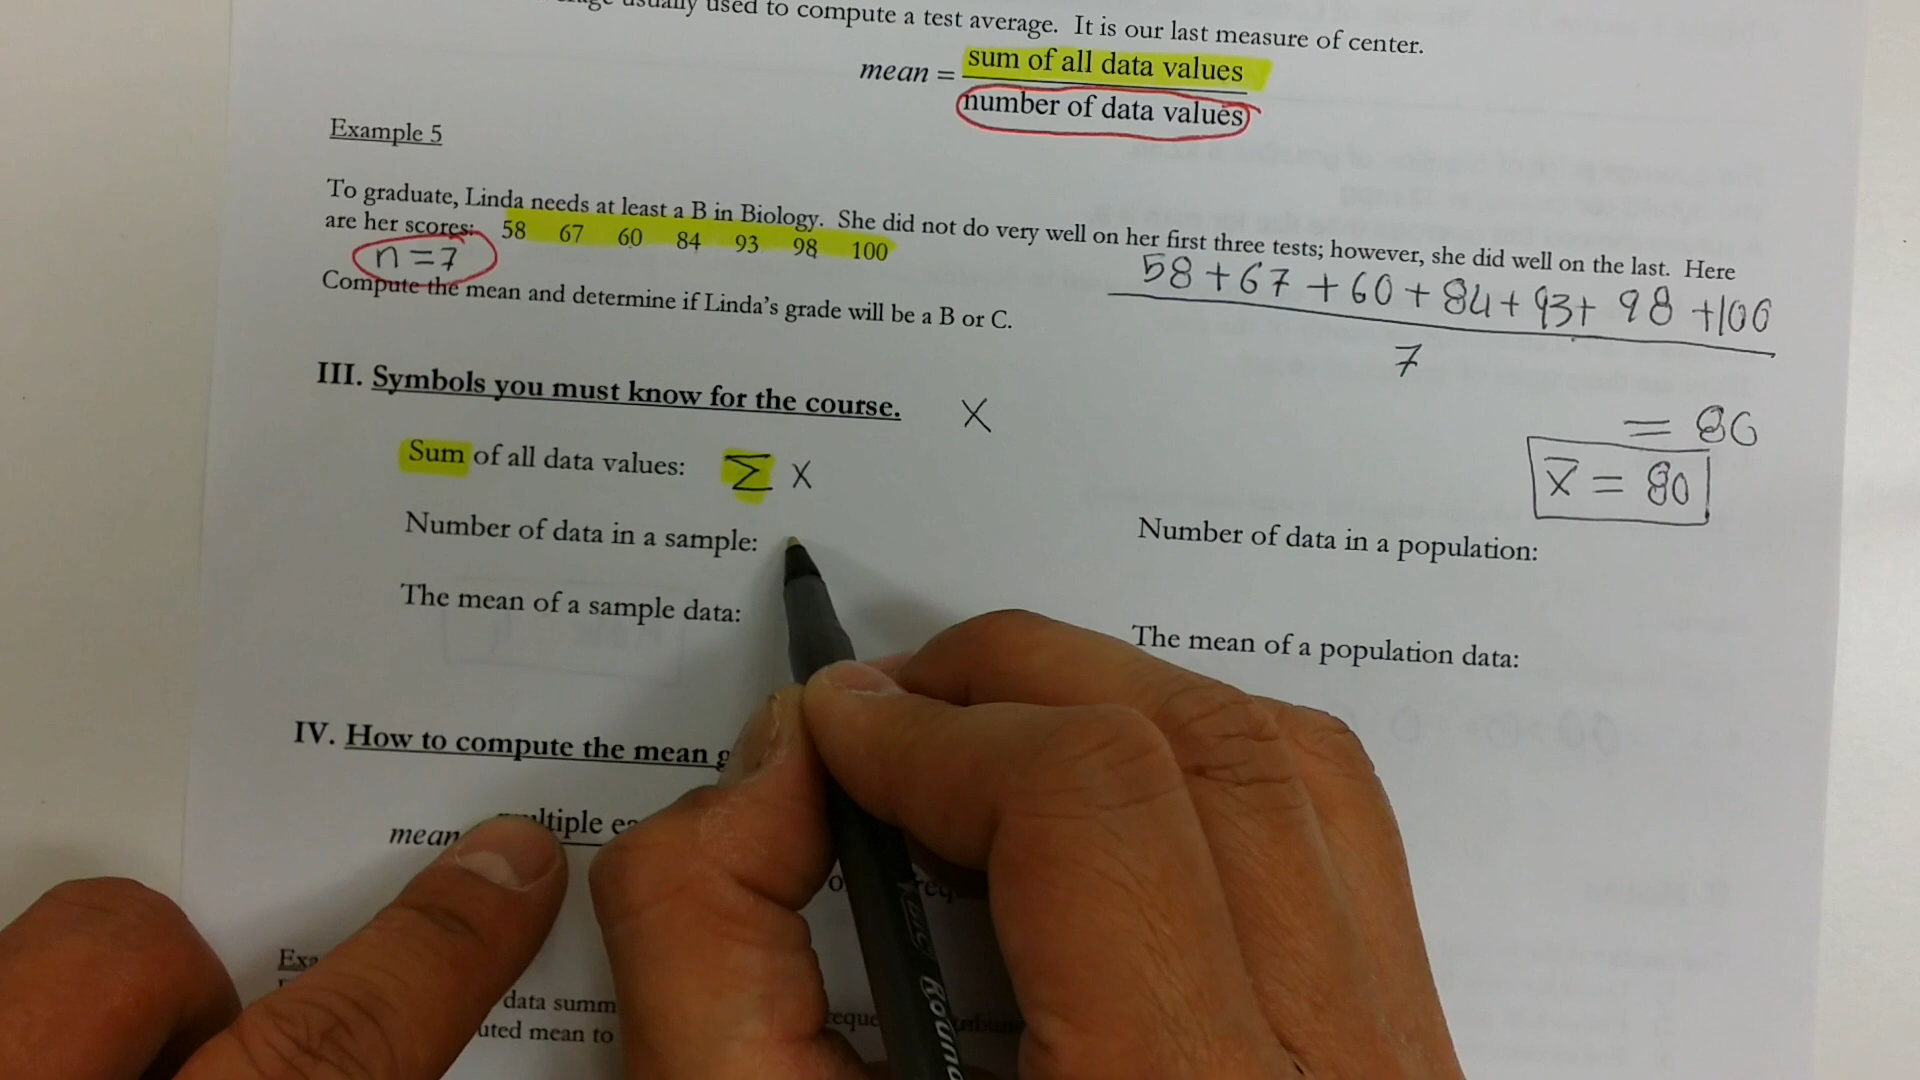 usually used to compute a test average. It is our last measure of center.
mean = sum of all data values
number of data values
Example 5
To graduate, Linda needs at least a B in Biology. She did not do very well on her first three tests; however, she did well on the last. Here
are her scores: 58 67 60 84 93 98 100
n = 7
58 + 67 + 60 + 84 + 93 + 98 + 100
7
Compute the mean and determine if Linda's grade will be a B or C.
= 80
x̄ = 80
III. Symbols you must know for the course. X
Sum of all data values: Σ X
Number of data in a sample:
Number of data in a population:
The mean of a sample data:
The mean of a population data:
IV. How to compute the mean
mean
data summ
mean to